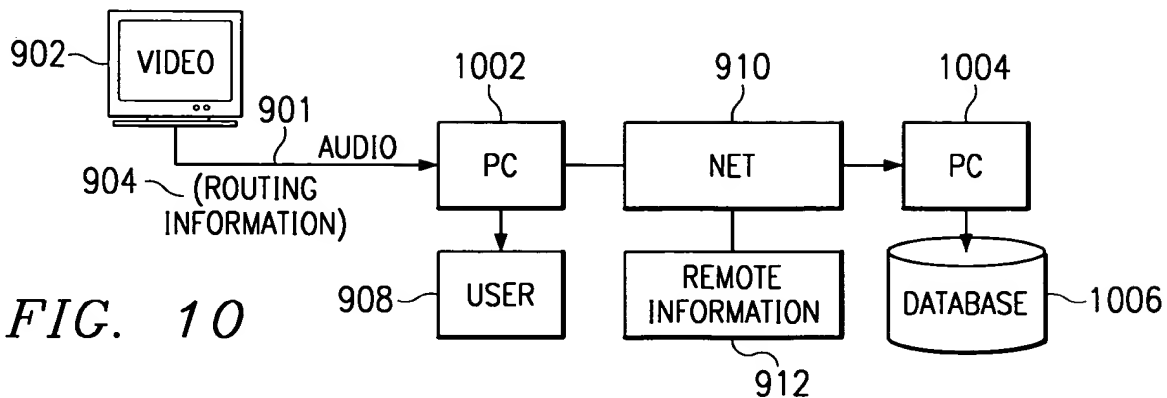 902
VIDEO
901
AUDIO
904
(ROUTING
INFORMATION)
1002
PC
910
NET
1004
PC
908
USER
REMOTE
INFORMATION
912
DATABASE
1006
FIG. 10